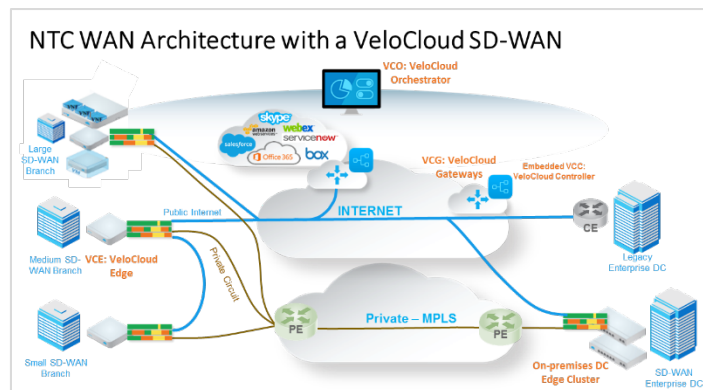 NTC WAN Architecture with a VeloCloud SD-WAN
VCO: VeloCloud
Orchestrator
skype
amazon
webex
salesforce
servicenow
Office 365
box
Large
SD-WAN
Branch
VCG: VeloCloud
Gateways
Embedded VCC:
VeloCloud Controller
Public Internet
INTERNET
CE
Medium SD-
WAN Branch
VCE: VeloCloud
Edge
Legacy
Enterprise DC
Private Circuit
Private – MPLS
PE
PE
Small SD-WAN
Branch
On-premises DC
Edge Cluster
SD-WAN
Enterprise DC